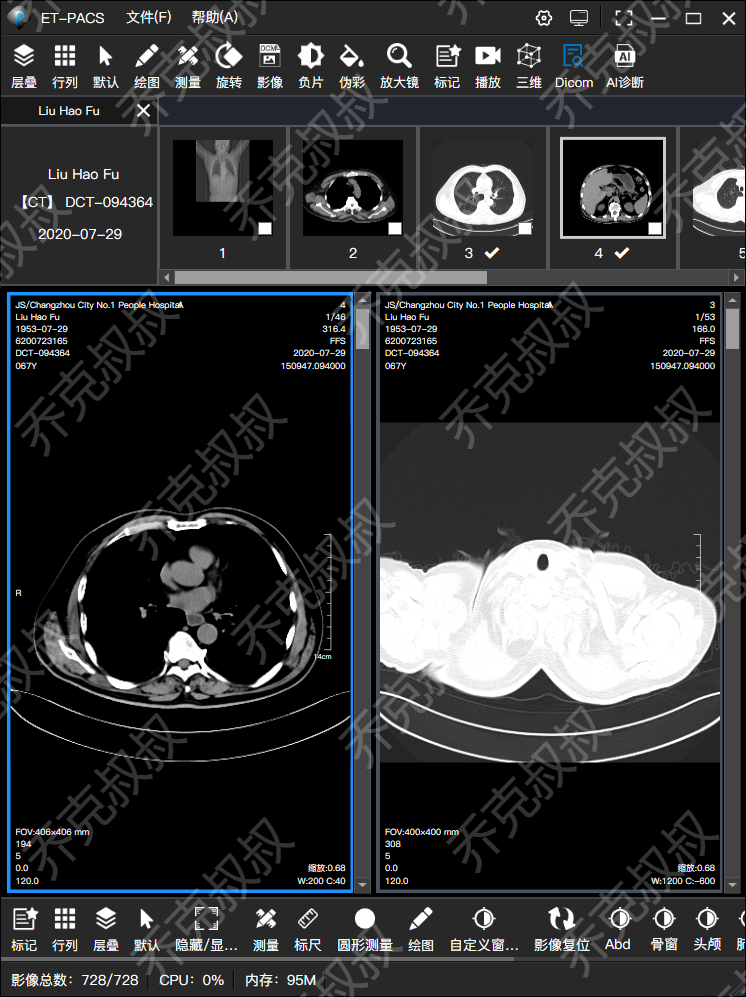 ET-PACS 文件(F) 帮助(A)
层叠 行列 默认 绘图 测量 旋转 影像 负片 伪彩 放大镜 标记 播放 三维 Dicom AI诊断
DCML
AI
Liu Hao Fu
Liu Hao Fu
【CT】 DCT-094364
2020-07-29
1 2 3 4 5
JS/Changzhou City No.1 People Hospital
A
4
Liu Hao Fu 1/46
1953-07-29 316.4
6200723165 FFS
DCT-094364 2020-07-29
067Y 150947.094000
R
14cm
FOV:406x406 mm
194
5
0.0 缩放:0.68
120.0 W:200 C:40
JS/Changzhou City No.1 People Hospital
A
3
Liu Hao Fu 1/53
1953-07-29 166.0
6200723165 FFS
DCT-094364 2020-07-29
067Y 150947.094000
FOV:400x400 mm
308
5
0.0 缩放:0.68
120.0 W:1200 C:-600
标记 行列 层叠 默认 隐藏/显... 测量 标尺 圆形测量 绘图 自定义窗... 影像复位 Abd 骨窗 头颅
影像总数：728/728 CPU：0% 内存：95M
乔克叔叔